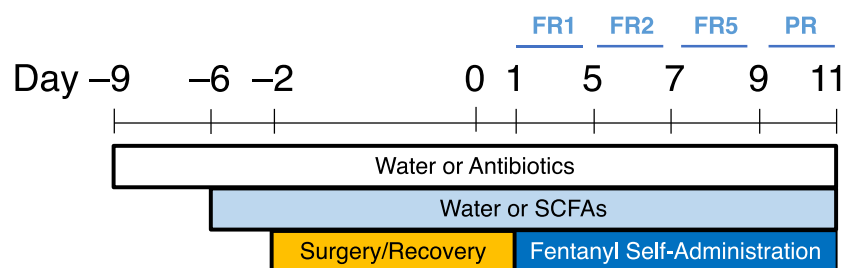 FR1 FR2 FR5 PR
Day –9 –6 –2 0 1 5 7 9 11
Water or Antibiotics
Water or SCFAs
Surgery/Recovery Fentanyl Self-Administration